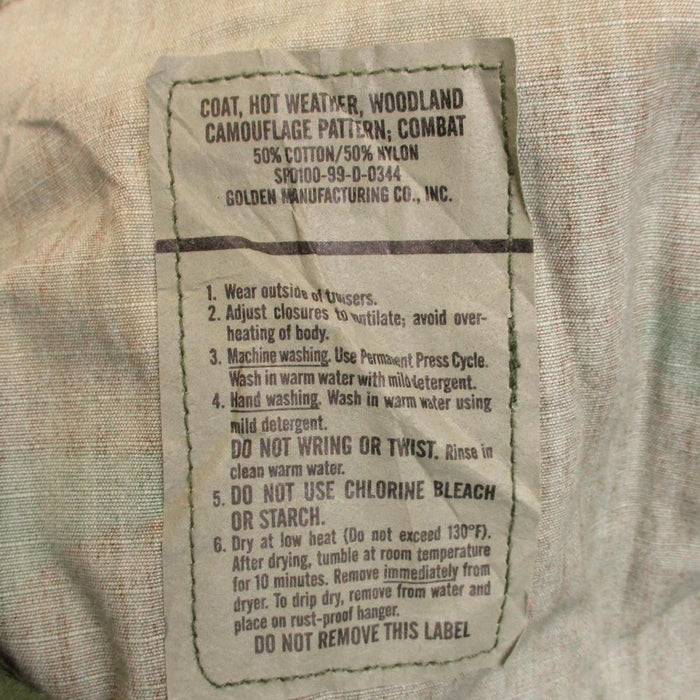 COAT, HOT WEATHER, WOODLAND
CAMOUFLAGE PATTERN; COMBAT
50% COTTON/50% NYLON
SPO100-99-D-0344
GOLDEN MANUFACTURING CO., INC.
1. Wear outside of trousers.
2. Adjust closures to ventilate; avoid over-
heating of body.
3. Machine washing. Use Permanent Press Cycle.
Wash in warm water with mild detergent.
4. Hand washing. Wash in warm water using
mild detergent.
DO NOT WRING OR TWIST. Rinse in
clean warm water.
5. DO NOT USE CHLORINE BLEACH
OR STARCH.
6. Dry at low heat (Do not exceed 130°F).
After drying, tumble at room temperature
for 10 minutes. Remove immediately from
dryer. To drip dry, remove from water and
place on rust-proof hanger.
DO NOT REMOVE THIS LABEL